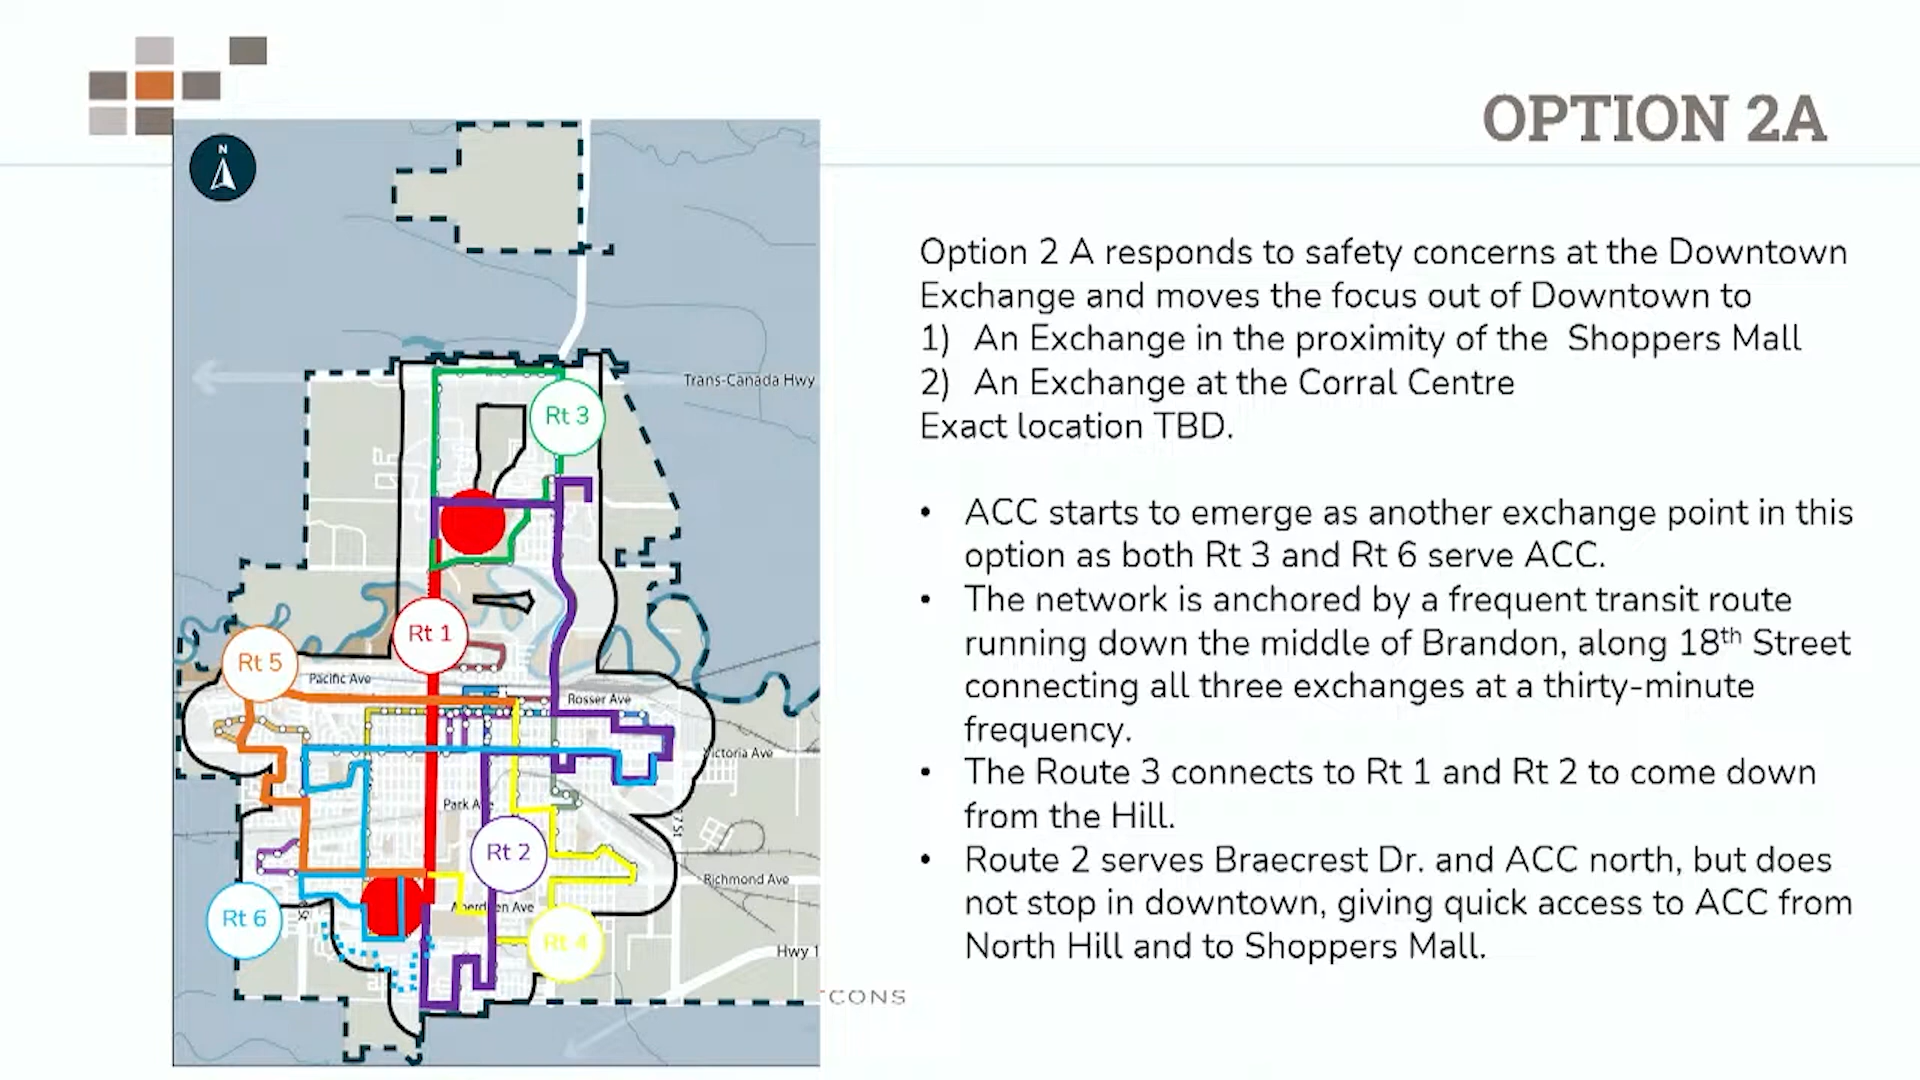 OPTION 2A
Option 2 A responds to safety concerns at the Downtown
Exchange and moves the focus out of Downtown to
1) An Exchange in the proximity of the Shoppers Mall
2) An Exchange at the Corral Centre
Exact location TBD.
• ACC starts to emerge as another exchange point in this
option as both Rt 3 and Rt 6 serve ACC.
• The network is anchored by a frequent transit route
running down the middle of Brandon, along 18th Street
connecting all three exchanges at a thirty-minute
frequency.
• The Route 3 connects to Rt 1 and Rt 2 to come down
from the Hill.
• Route 2 serves Braecrest Dr. and ACC north, but does
not stop in downtown, giving quick access to ACC from
North Hill and to Shoppers Mall.
N
Trans-Canada Hwy
Rt 3
Rt 1
Rt 5
Pacific Ave
Rosser Ave
Victoria Ave
Park Ave
Rt 2
Richmond Ave
Rt 6
Aberdeen Ave
Rt 4
Hwy 1
TCONS